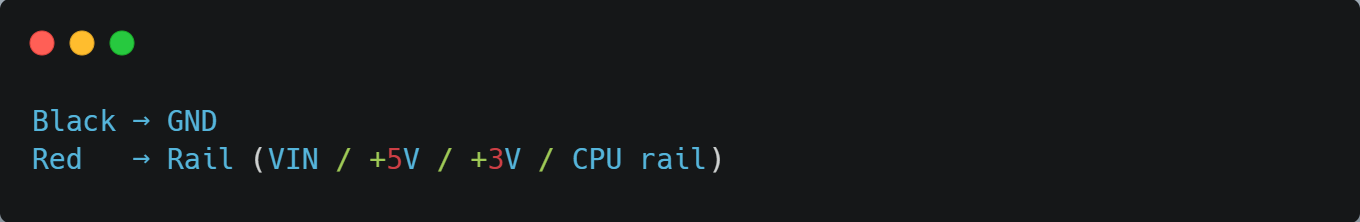 Black → GND
Red   → Rail (VIN / +5V / +3V / CPU rail)